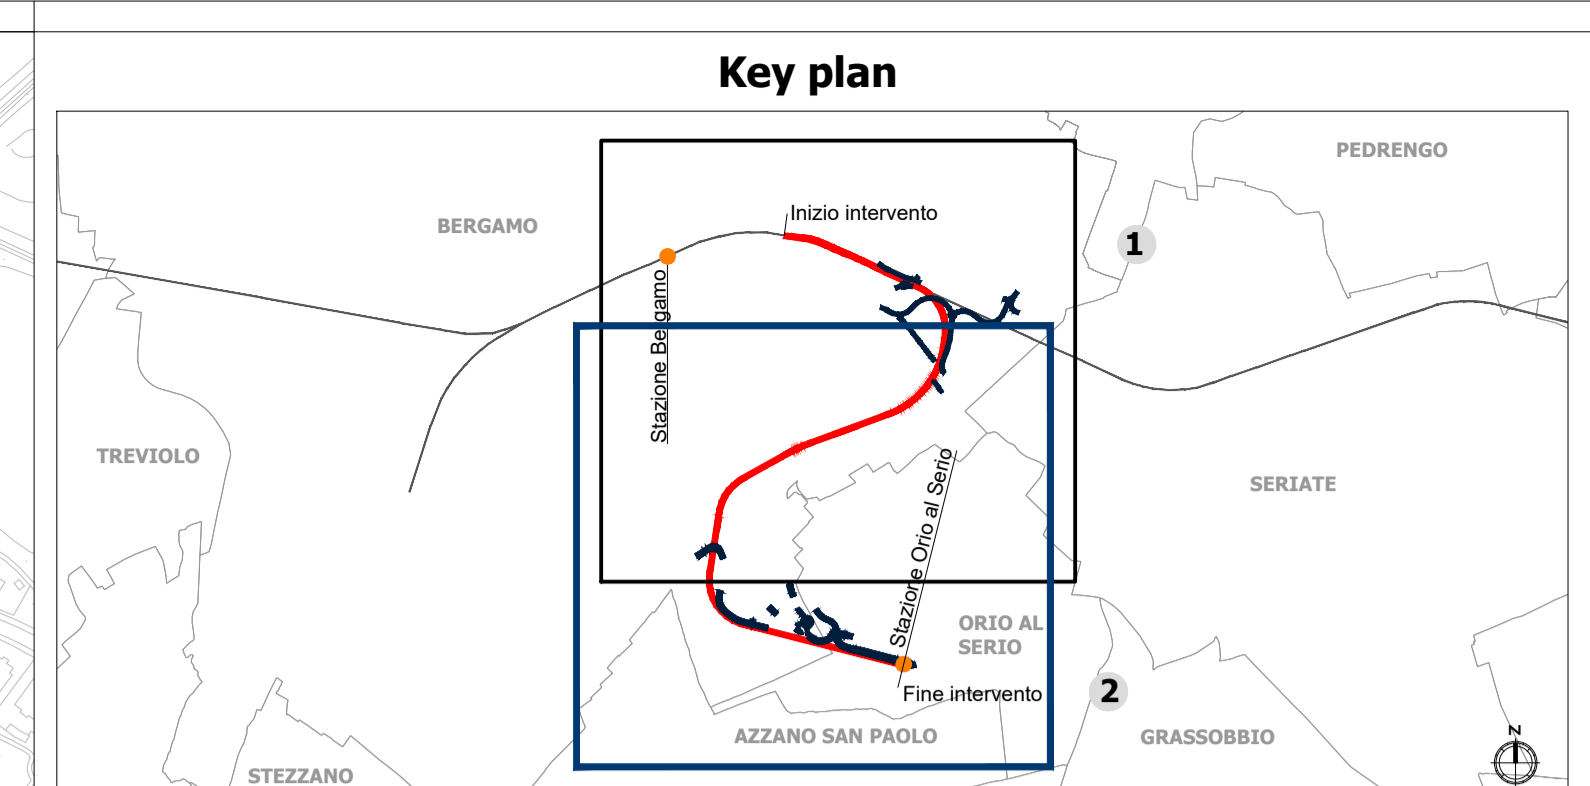 Key plan
PEDRENGO
BERGAMO
Inizio intervento
1
Stazione Bergamo
TREVIOLO
SERIATE
Stazione Orio al Serio
ORIO AL
SERIO
Fine intervento
2
AZZANO SAN PAOLO
GRASSOBBIO
STEZZANO
N